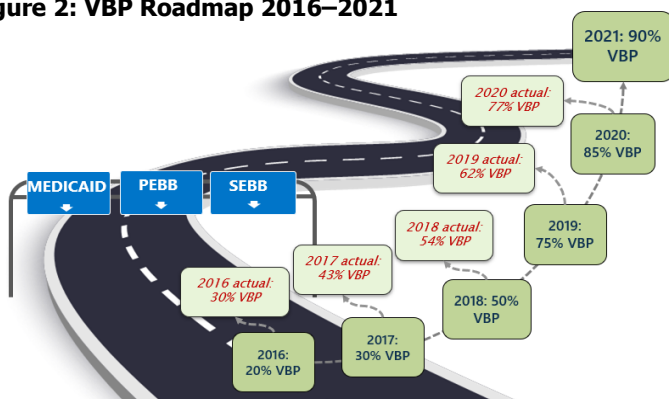 gure 2: VBP Roadmap 2016–2021
2021: 90%
VBP
2020 actual:
77% VBP
2020:
85% VBP
2019 actual:
62% VBP
MEDICAID
PEBB
SEBB
2019:
75% VBP
2018 actual:
54% VBP
2017 actual:
43% VBP
2016 actual:
30% VBP
2018: 50%
VBP
2017:
30% VBP
2016:
20% VBP